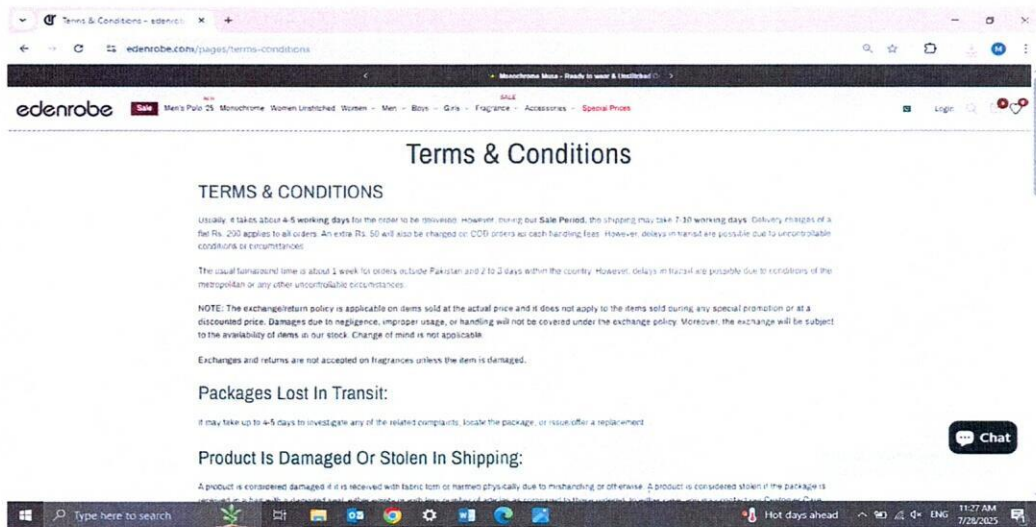 Terms & Conditions - edenrobe
edenrobe.com/pages/terms-conditions
M
Monochrome Musa - Ready to wear & Unstitched
NEW
SALE
edenrobe Sale Men's Polo 25 Monochrome Women Unstitched Women Men Boys Girls Fragrance Accessories Special Prices Login
Terms & Conditions
TERMS & CONDITIONS
Usually, it takes about 4-5 working days for the order to be delivered. However, during our Sale Period, the shipping may take 7-10 working days. Delivery charges of a
flat Rs. 200 applies to all orders. An extra Rs. 50 will also be charged on COD orders as cash handling fees. However, delays in transit are possible due to uncontrollable
conditions or circumstances.
The usual turnaround time is about 1 week for orders outside Pakistan and 2 to 3 days within the country. However, delays in transit are possible due to conditions of the
metropolitan or any other uncontrollable circumstances.
NOTE: The exchange/return policy is applicable on items sold at the actual price and it does not apply to the items sold during any special promotion or at a
discounted price. Damages due to negligence, improper usage, or handling will not be covered under the exchange policy. Moreover, the exchange will be subject
to the availability of items in our stock. Change of mind is not applicable.
Exchanges and returns are not accepted on fragrances unless the item is damaged.
Packages Lost In Transit:
It may take up to 4-5 days to investigate any of the related complaints, locate the package, or issue/offer a replacement.
Chat
Product Is Damaged Or Stolen In Shipping:
A product is considered damaged if it is received with fabric torn or harmed physically due to mishandling or otherwise. A product is considered stolen if the package is
Type here to search
Hot days ahead
ENG
11:27 AM
7/28/2025